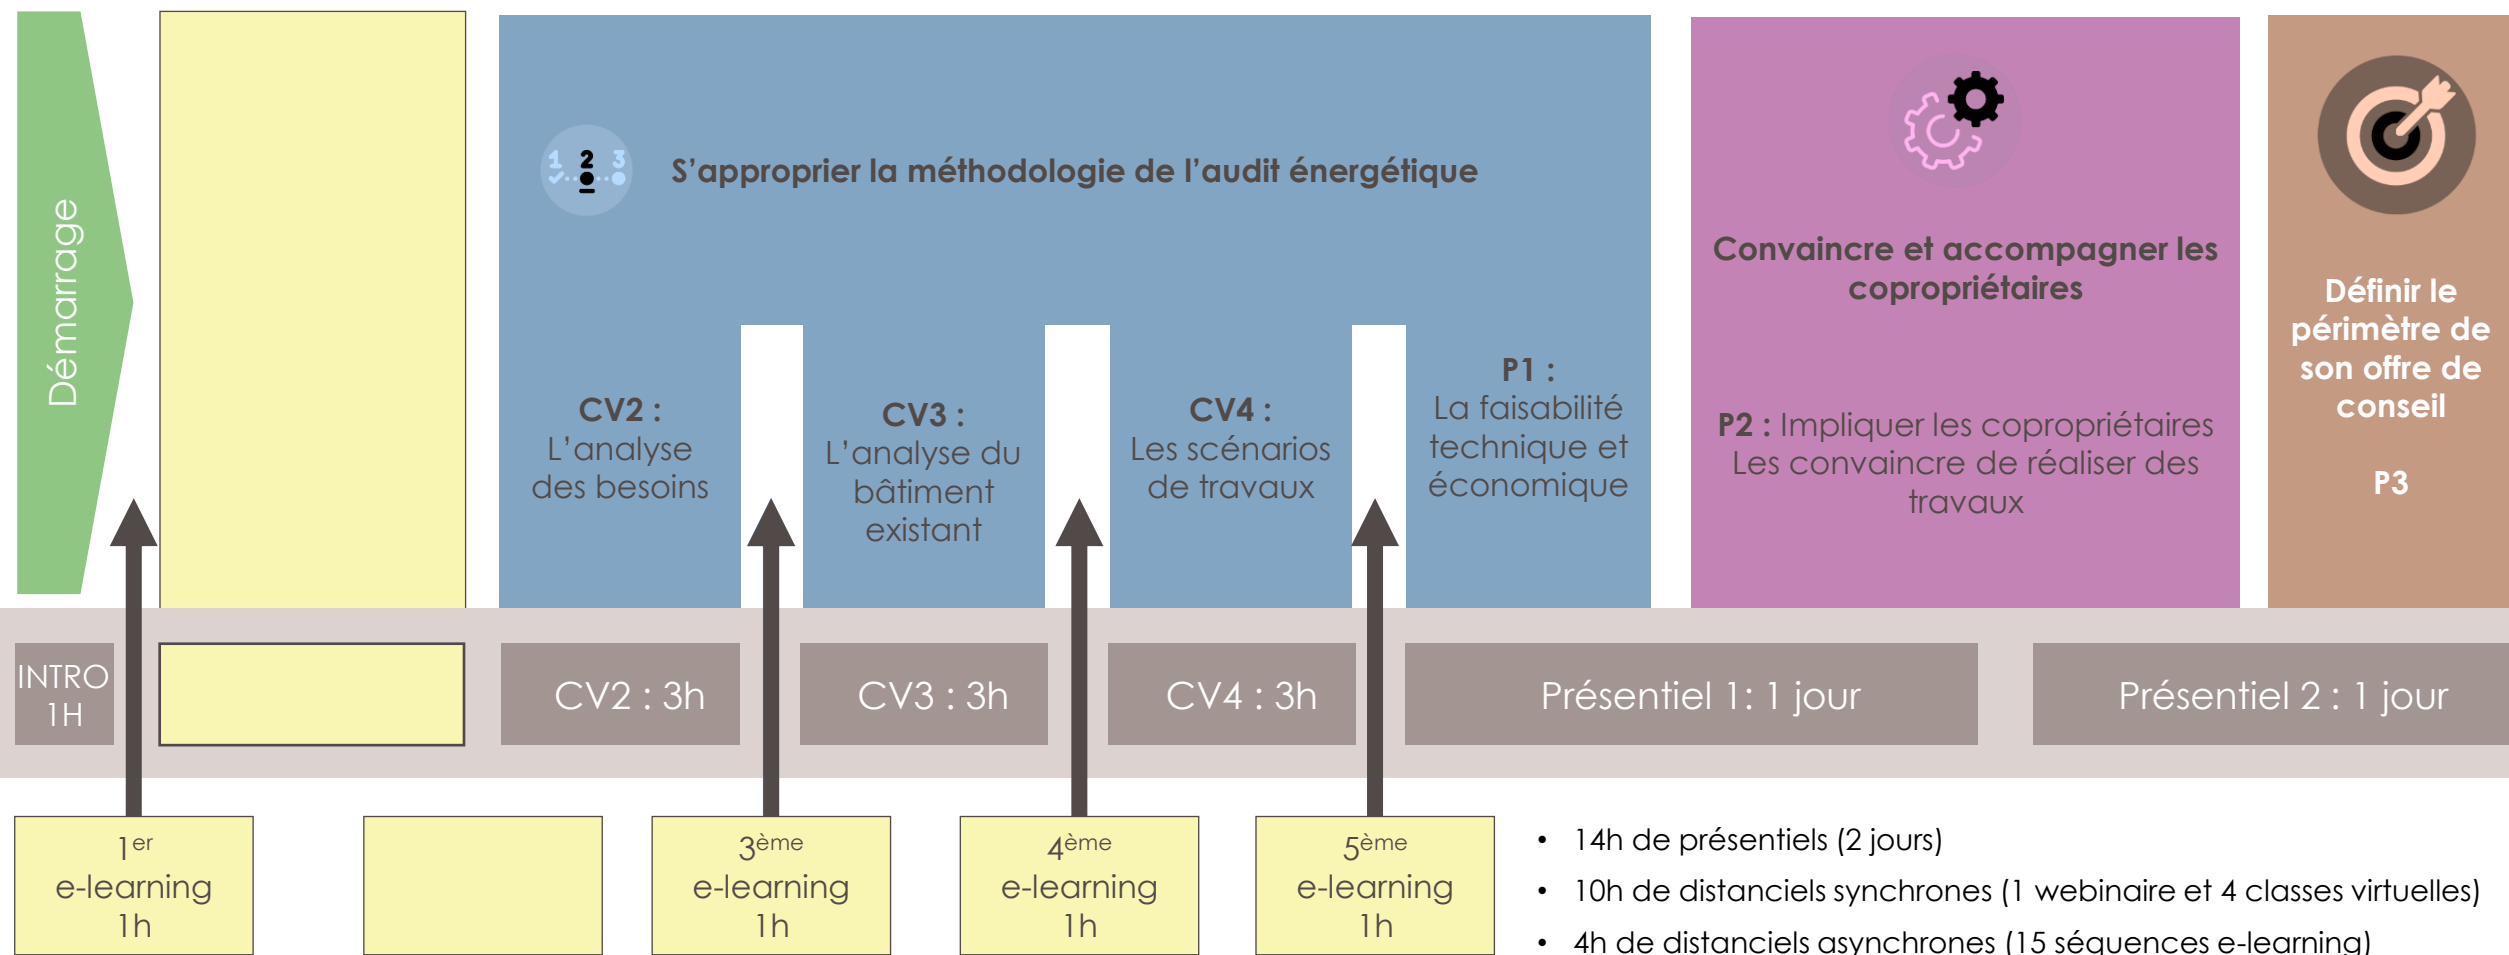 Démarrage
1 2 3
S’approprier la méthodologie de l’audit énergétique
CV2 :
L’analyse
des besoins
CV3 :
L’analyse du
bâtiment
existant
CV4 :
Les scénarios
de travaux
P1 :
La faisabilité
technique et
économique
Convaincre et accompagner les
copropriétaires
P2 : Impliquer les copropriétaires
Les convaincre de réaliser des
travaux
Définir le
périmètre de
son offre de
conseil
P3
INTRO
1H
CV2 : 3h
CV3 : 3h
CV4 : 3h
Présentiel 1: 1 jour
Présentiel 2 : 1 jour
1er
e-learning
1h
3ème
e-learning
1h
4ème
e-learning
1h
5ème
e-learning
1h
• 14h de présentiels (2 jours)
• 10h de distanciels synchrones (1 webinaire et 4 classes virtuelles)
• 4h de distanciels asynchrones (15 séquences e-learning)